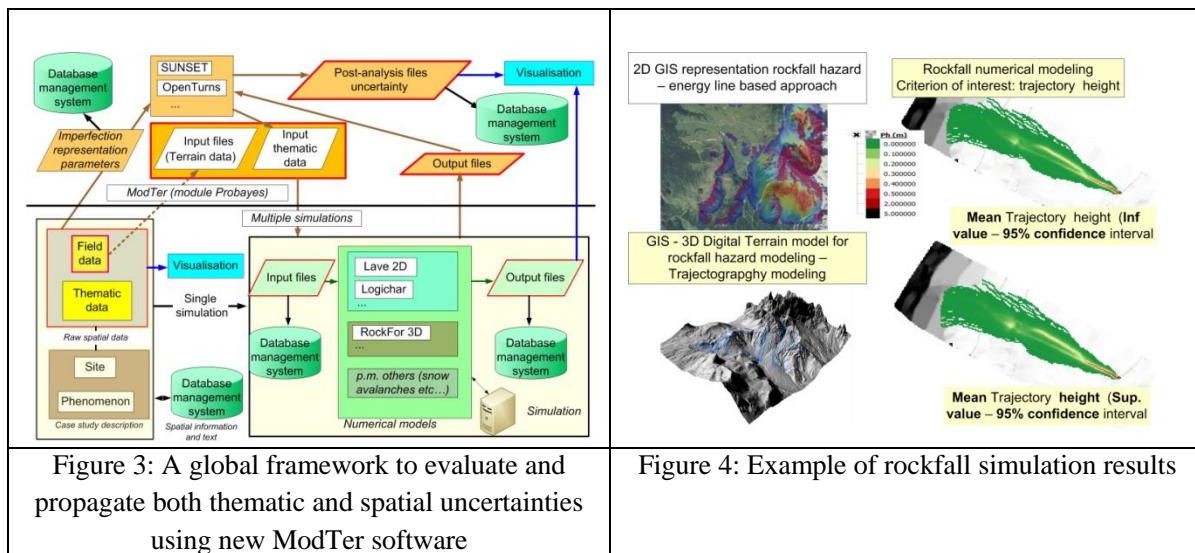 Database
management
system
SUNSET
OpenTurns
...
Post-analysis files
uncertainty
Visualisation
Database
management
system
Imperfection
representation
parameters
Input files
(Terrain data)
Input
thematic
data
Output files
ModTer (module Probayes)
Multiple simulations
Field
data
Thematic
data
Raw spatial data
Visualisation
Single
simulation
Input files
Database
management
system
Lave 2D
Logichar
...
RockFor 3D
...
p.m. others (snow
avalanches etc...)
Numerical models
Output files
Database
management
system
Simulation
Site
Phenomenon
Case study description
Database
management
system
Spatial information
and text
2D GIS representation rockfall hazard
– energy line based approach
GIS - 3D Digital Terrain model for
rockfall hazard modeling –
Trajectograpghy modeling
Rockfall numerical modeling
Criterion of interest: trajectory height
Ph (m)
0.000000
0.100000
0.200000
0.300000
0.400000
0.500000
2.000000
5.000000
Mean Trajectory height (Inf
value – 95% confidence interval
Mean Trajectory height (Sup.
value – 95% confidence interval
Figure 3: A global framework to evaluate and
propagate both thematic and spatial uncertainties
using new ModTer software
Figure 4: Example of rockfall simulation results